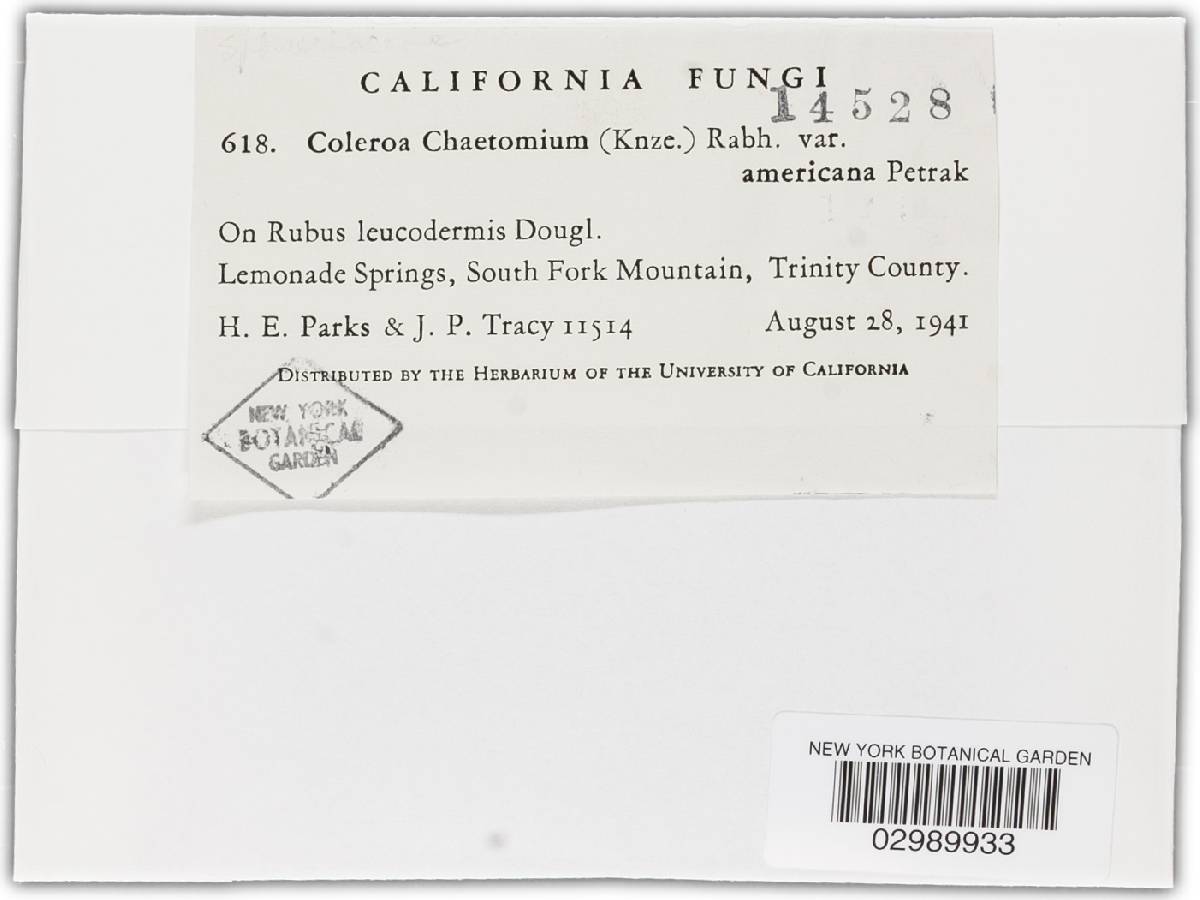 CALIFORNIA FUNGI
14528
618. Coleroa Chaetomium (Knze.) Rabh. var.
americana Petrak
On Rubus leucodermis Dougl.
Lemonade Springs, South Fork Mountain, Trinity County.
H. E. Parks & J. P. Tracy 11514 August 28, 1941
DISTRIBUTED BY THE HERBARIUM OF THE UNIVERSITY OF CALIFORNIA
NEW YORK
BOTANICAL
GARDEN
NEW YORK BOTANICAL GARDEN
02989933